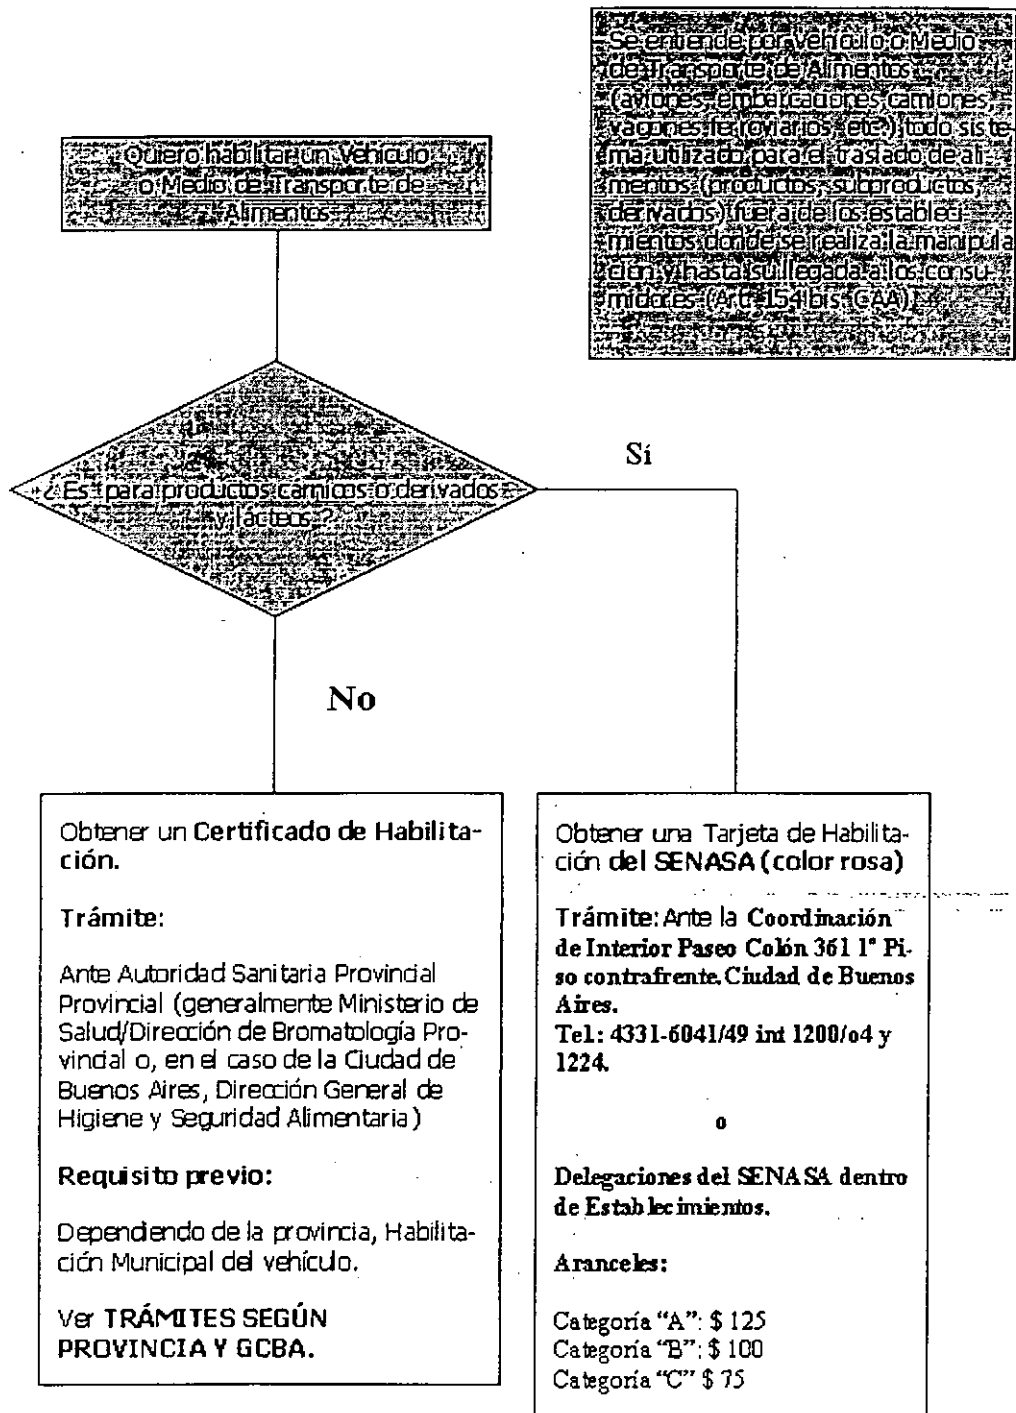 Se entiende por Vehículo o Medio
de Transporte de Alimentos
(aviones, embarcaciones, camiones,
vagones ferroviarios, etc.) todo siste-
ma utilizado para el traslado de ali-
mentos (productos, subproductos,
derivados) fuera de los estableci-
mientos donde se realiza la manipula
ción y hasta su llegada a los consu-
midores (Art. 154 bis CAA).
¿ Quiero habilitar un Vehículo
o Medio de Transporte de
Alimentos ?
¿ Es para productos cárnicos o derivados
y lácteos ?
Sí
No
Obtener un Certificado de Habilita-
ción.
Trámite:
Ante Autoridad Sanitaria Provincial
Provincial (generalmente Ministerio de
Salud/Dirección de Bromatología Pro-
vincial o, en el caso de la Ciudad de
Buenos Aires, Dirección General de
Higiene y Seguridad Alimentaria)
Requisito previo:
Dependiendo de la provincia, Habilita-
ción Municipal del vehículo.
Ver TRÁMITES SEGÚN
PROVINCIA Y GCBA.
Obtener una Tarjeta de Habilita-
ción del SENASA (color rosa)
Trámite: Ante la Coordinación
de Interior Paseo Colón 361 1° Pi-
so contrafrente. Ciudad de Buenos
Aires.
Tel: 4331-6041/49 int 1200/o4 y
1224.
o
Delegaciones del SENASA dentro
de Establecimientos.
Aranceles:
Categoría “A”: $ 125
Categoría “B”: $ 100
Categoría “C” $ 75